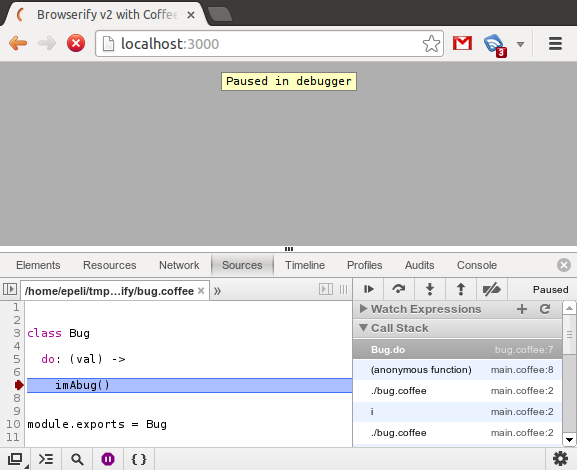 Browserify v2 with Coffe
localhost:3000
3
Paused in debugger
Elements Resources Network Sources Timeline Profiles Audits Console
/home/epeli/tmp…ify/bug.coffee × » Paused
1
2
3 class Bug
4
5 do: (val) ->
6
7 imAbug()
8
9
10 module.exports = Bug
11
Watch Expressions
Call Stack
Bug.do bug.coffee:7
(anonymous function) main.coffee:8
./bug.coffee main.coffee:2
i main.coffee:2
./bug.coffee main.coffee:2
{ }